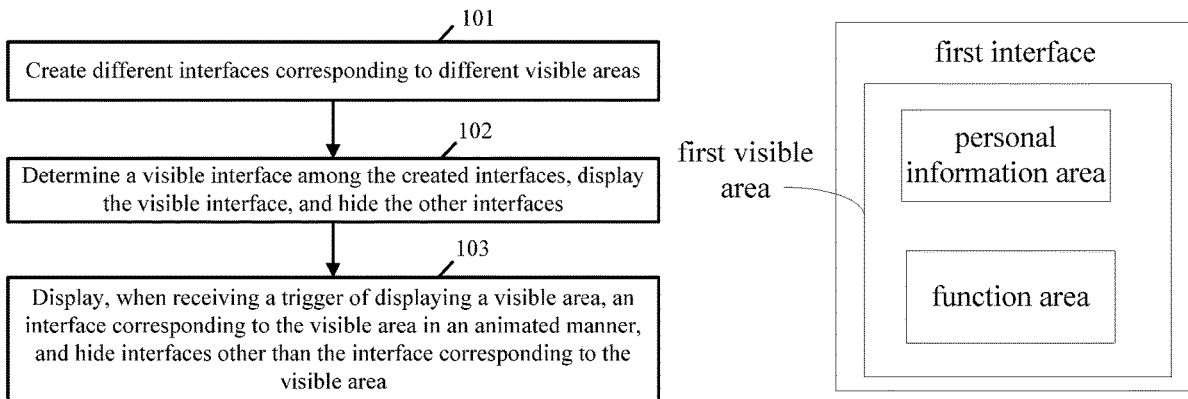 101
Create different interfaces corresponding to different visible areas
102
Determine a visible interface among the created interfaces, display
the visible interface, and hide the other interfaces
103
Display, when receiving a trigger of displaying a visible area, an
interface corresponding to the visible area in an animated manner,
and hide interfaces other than the interface corresponding to the
visible area
first interface
first visible
area
personal
information area
function area